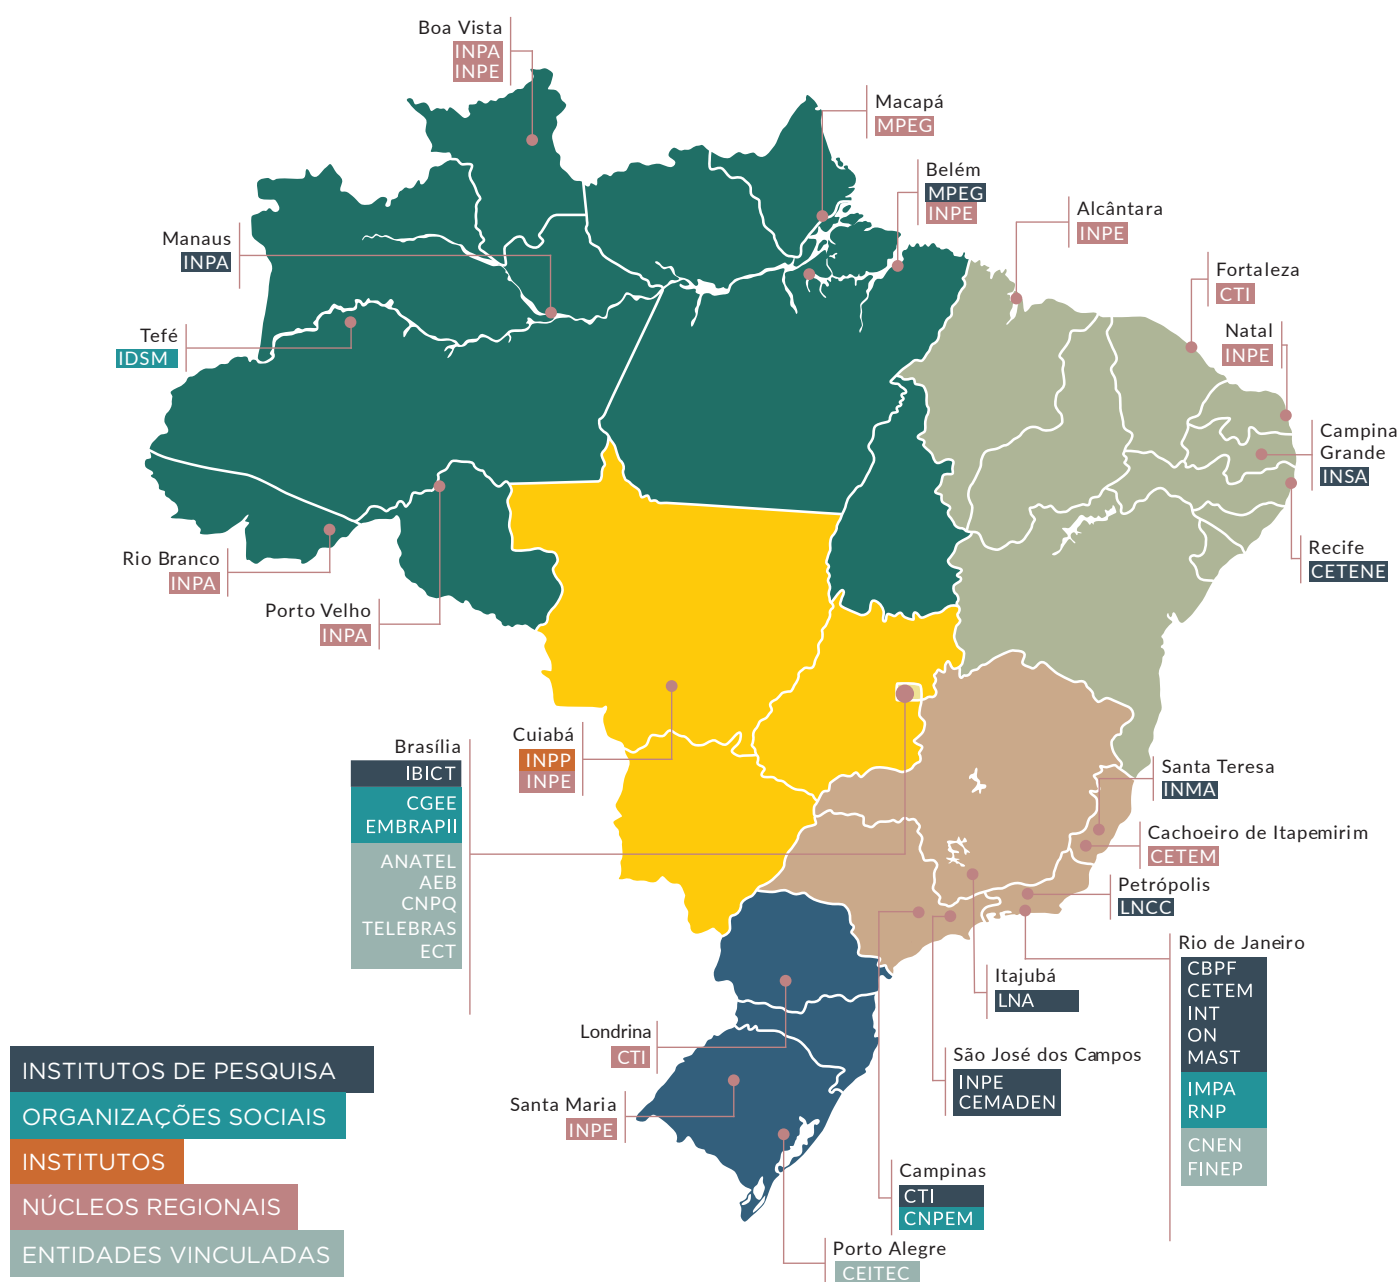 Boa Vista
INPA
INPE
Macapá
MPEG
Belém
MPEG
INPE
Alcântara
INPE
Manaus
INPA
Fortaleza
CTI
Natal
INPE
Tefé
IDSM
Campina
Grande
INSA
Recife
CETENE
Rio Branco
INPA
Porto Velho
INPA
Cuiabá
INPP
INPE
Brasília
IBICT
CGEE
EMBRAPII
ANATEL
AEB
CNPQ
TELEBRAS
ECT
Santa Teresa
INMA
Cachoeiro de Itapemirim
CETEM
Petrópolis
LNCC
Rio de Janeiro
CBPF
CETEM
INT
ON
MAST
IMPA
RNP
CNEN
FINEP
Itajubá
LNA
São José dos Campos
INPE
CEMADEN
Londrina
CTI
Santa Maria
INPE
Campinas
CTI
CNPEM
Porto Alegre
CEITEC
INSTITUTOS DE PESQUISA
ORGANIZAÇÕES SOCIAIS
INSTITUTOS
NÚCLEOS REGIONAIS
ENTIDADES VINCULADAS